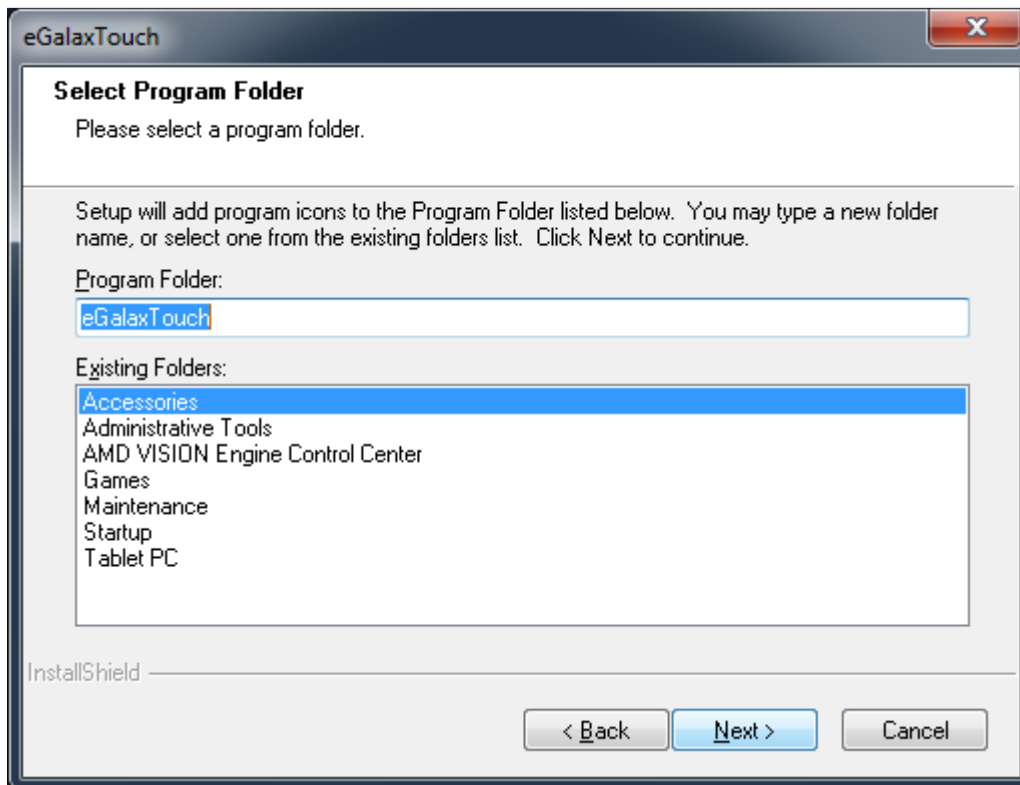 eGalaxTouch
Select Program Folder
Please select a program folder.
Setup will add program icons to the Program Folder listed below.  You may type a new folder
name, or select one from the existing folders list.  Click Next to continue.
Program Folder:
eGalaxTouch
Existing Folders:
Accessories
Administrative Tools
AMD VISION Engine Control Center
Games
Maintenance
Startup
Tablet PC
InstallShield
< Back
Next >
Cancel